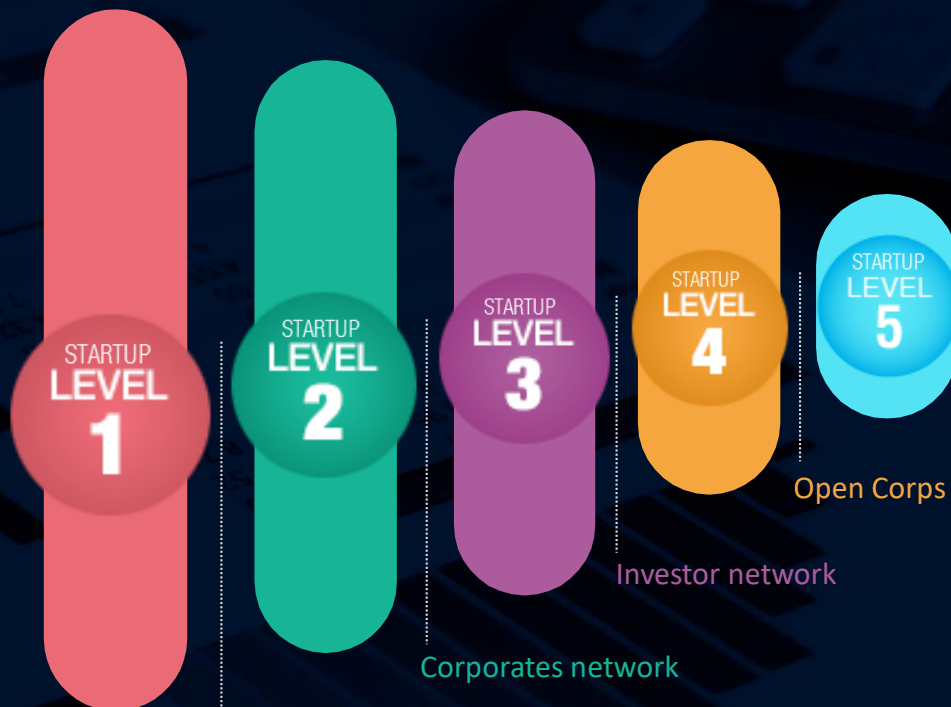 STARTUP
LEVEL
1
STARTUP
LEVEL
2
STARTUP
LEVEL
3
STARTUP
LEVEL
4
STARTUP
LEVEL
5
Open Corps
Investor network
Corporates network